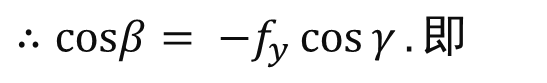 ∴ cosβ = −f_y cos γ . 即